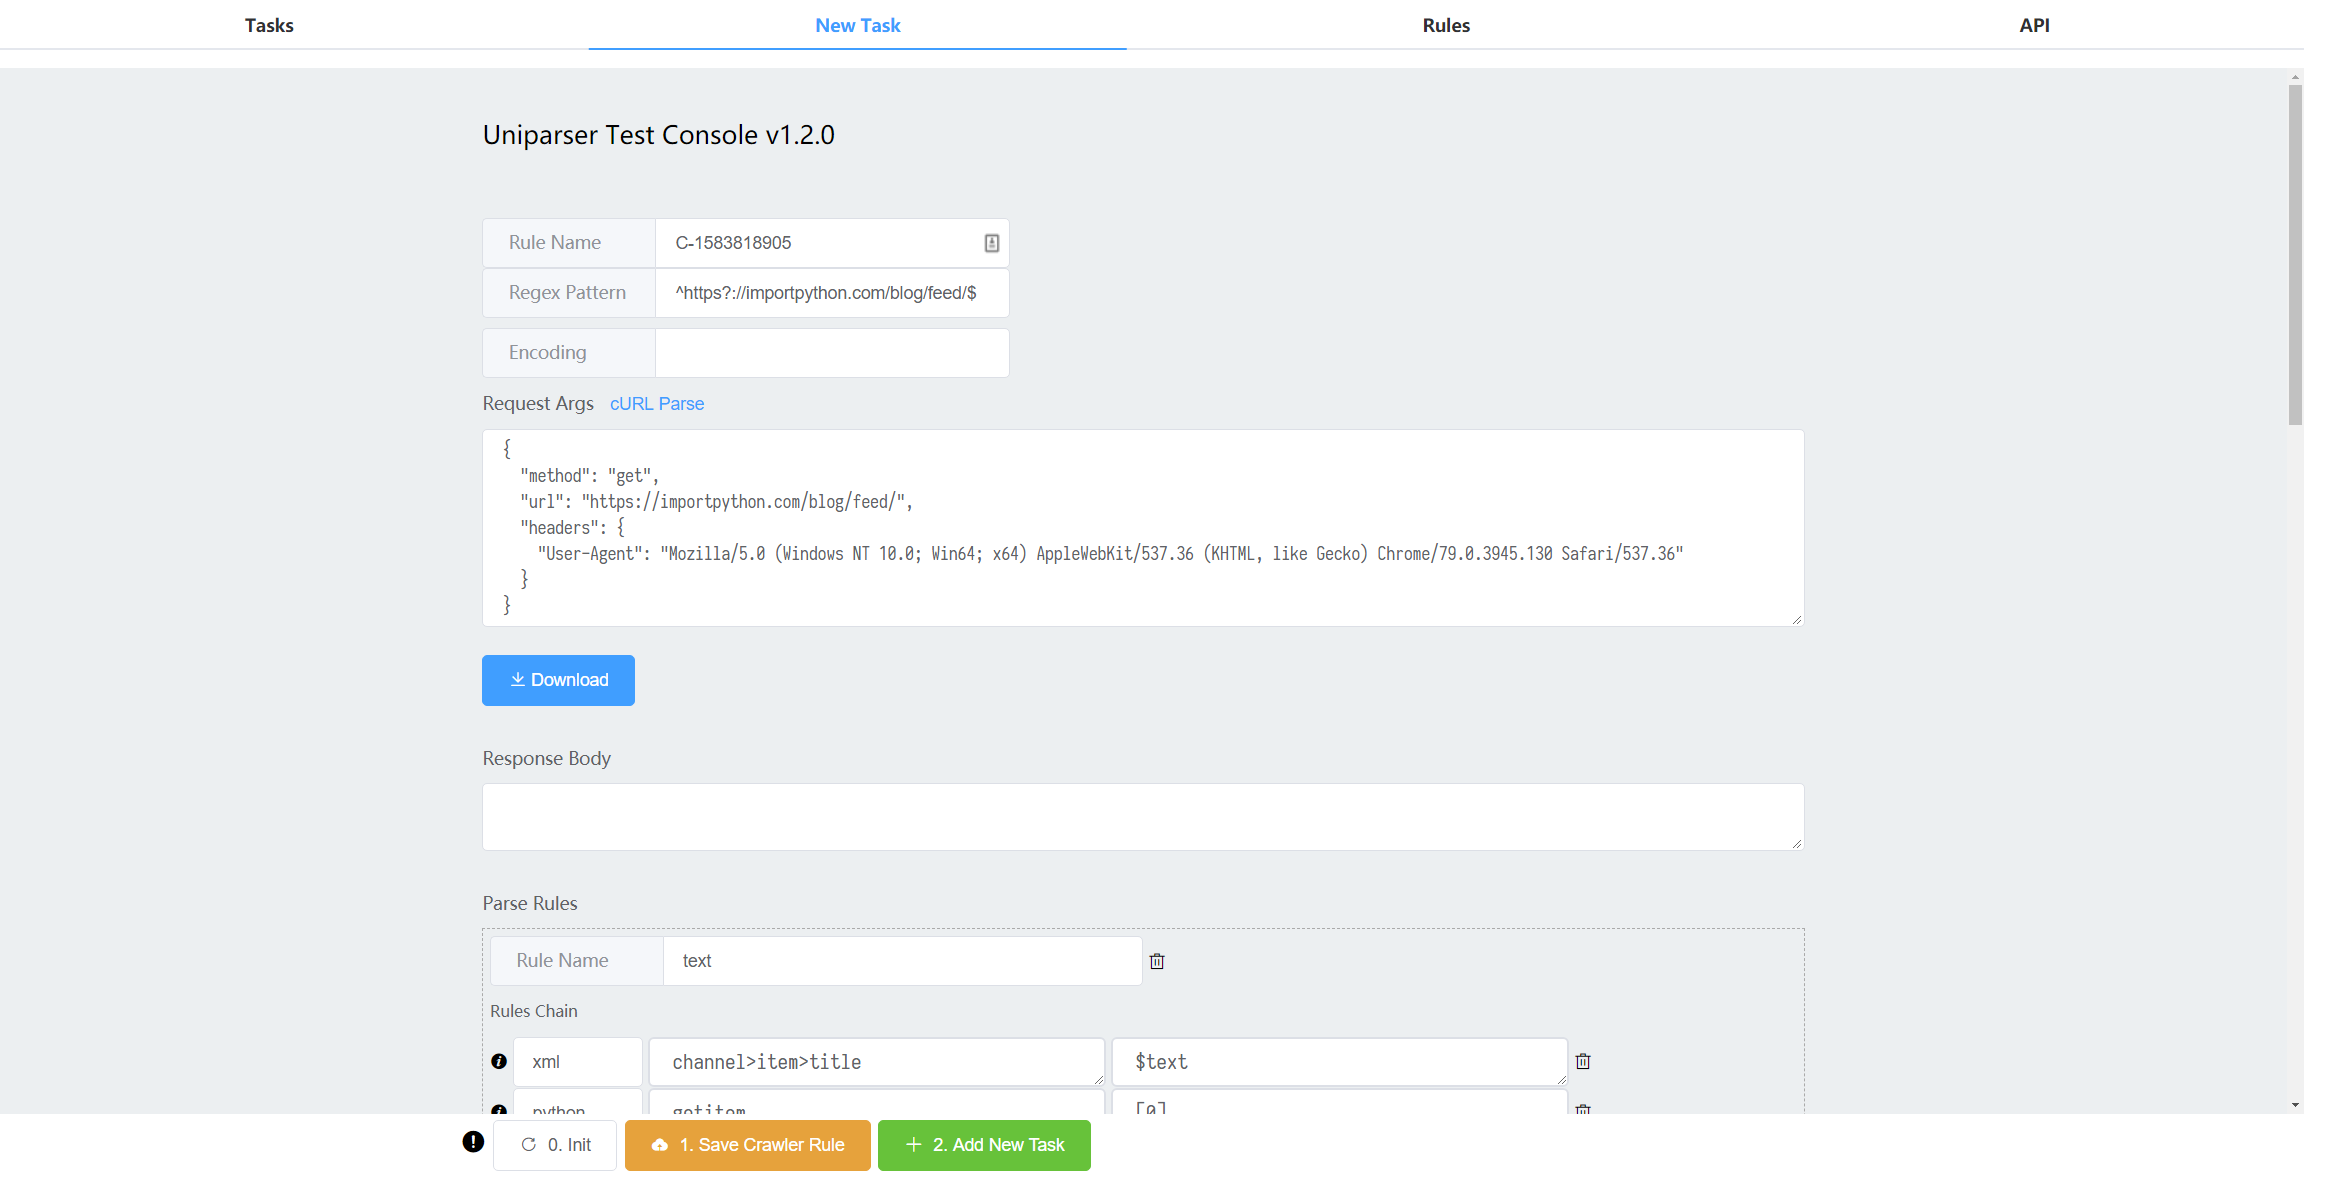 Tasks
New Task
Rules
API
Uniparser Test Console v1.2.0
Rule Name
C-1583818905
Regex Pattern
^https?://importpython.com/blog/feed/$
Encoding
Request Args cURL Parse
{
"method": "get",
"url": "https://importpython.com/blog/feed/",
"headers": {
"User-Agent": "Mozilla/5.0 (Windows NT 10.0; Win64; x64) AppleWebKit/537.36 (KHTML, like Gecko) Chrome/79.0.3945.130 Safari/537.36"
}
}
Download
Response Body
Parse Rules
Rule Name
text
Rules Chain
xml
channel>item>title
$text
python
getitem
[0]
0. Init
1. Save Crawler Rule
2. Add New Task